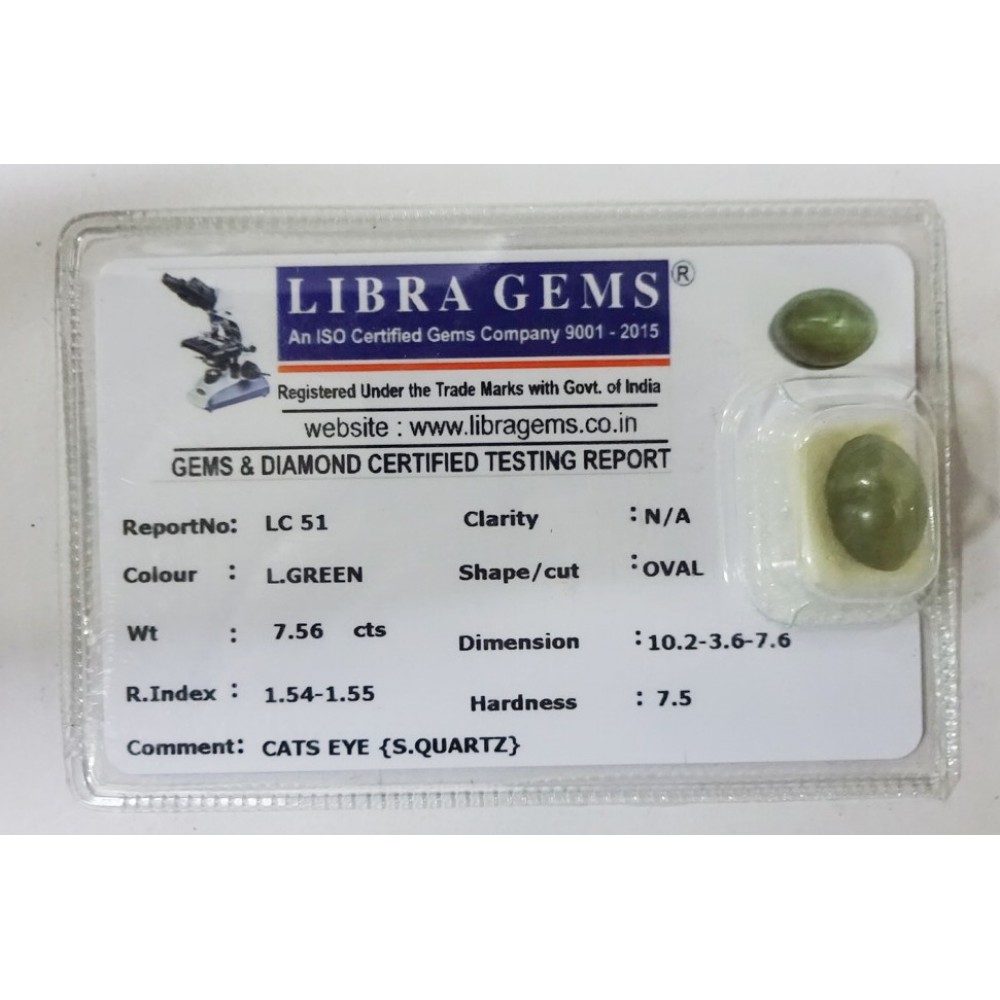 LIBRA GEMS ®
An ISO Certified Gems Company 9001 - 2015
Registered Under the Trade Marks with Govt. of India
website : www.libragems.co.in
GEMS & DIAMOND CERTIFIED TESTING REPORT
ReportNo: LC 51 Clarity : N/A
Colour : L.GREEN Shape/cut : OVAL
Wt : 7.56 cts Dimension : 10.2-3.6-7.6
R.Index : 1.54-1.55 Hardness : 7.5
Comment: CATS EYE {S.QUARTZ}